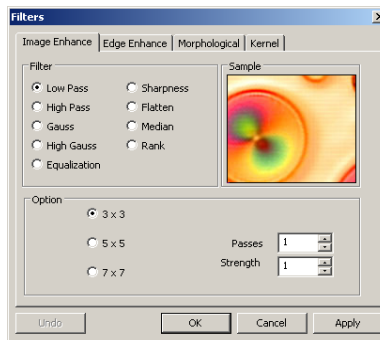 Filters
Image Enhance Edge Enhance Morphological Kernel
Filter
Sample
Low Pass
Sharpness
High Pass
Flatten
Gauss
Median
High Gauss
Rank
Equalization
Option
3 x 3
5 x 5
7 x 7
Passes 1
Strength 1
Undo OK Cancel Apply